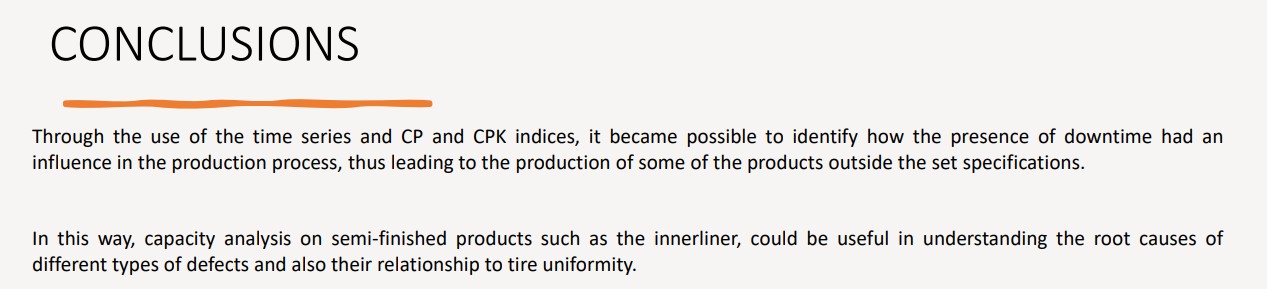 CONCLUSIONS
Through the use of the time series and CP and CPK indices, it became possible to identify how the presence of downtime had an
influence in the production process, thus leading to the production of some of the products outside the set specifications.
In this way, capacity analysis on semi-finished products such as the innerliner, could be useful in understanding the root causes of
different types of defects and also their relationship to tire uniformity.